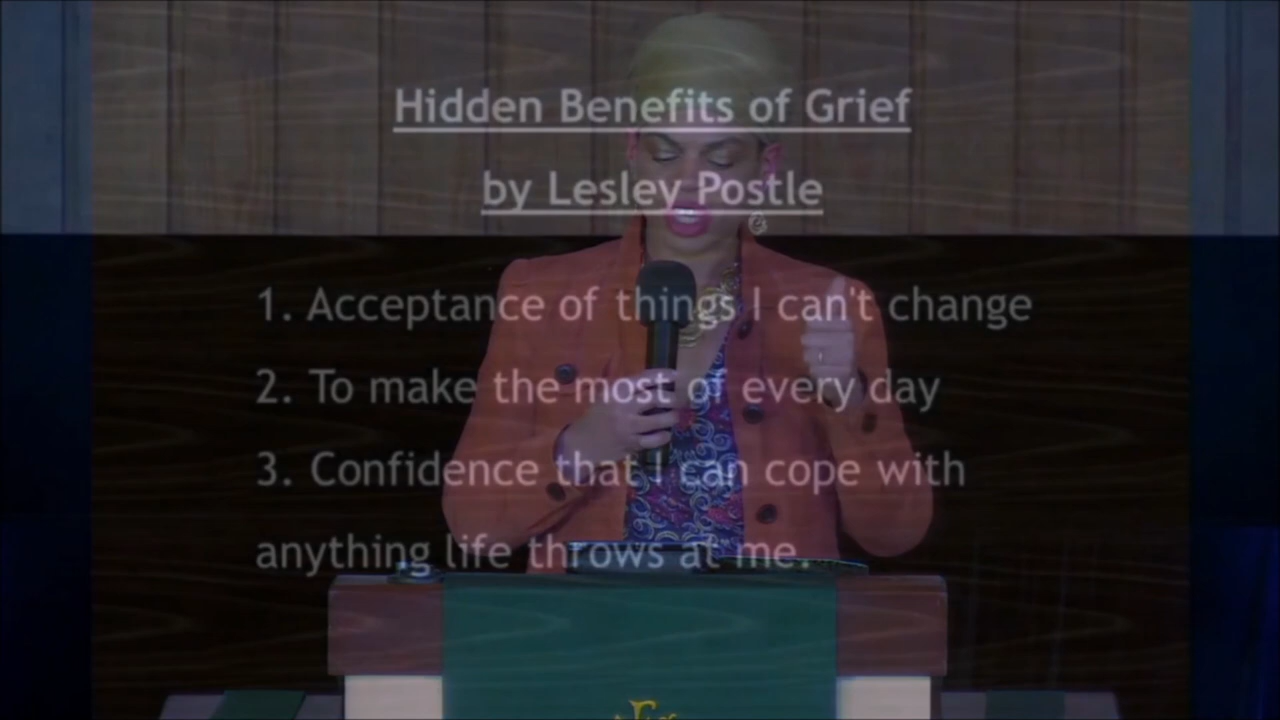 Hidden Benefits of Grief
by Lesley Postle
1. Acceptance of things I can't change
2. To make the most of every day
3. Confidence that I can cope with
anything life throws at me.